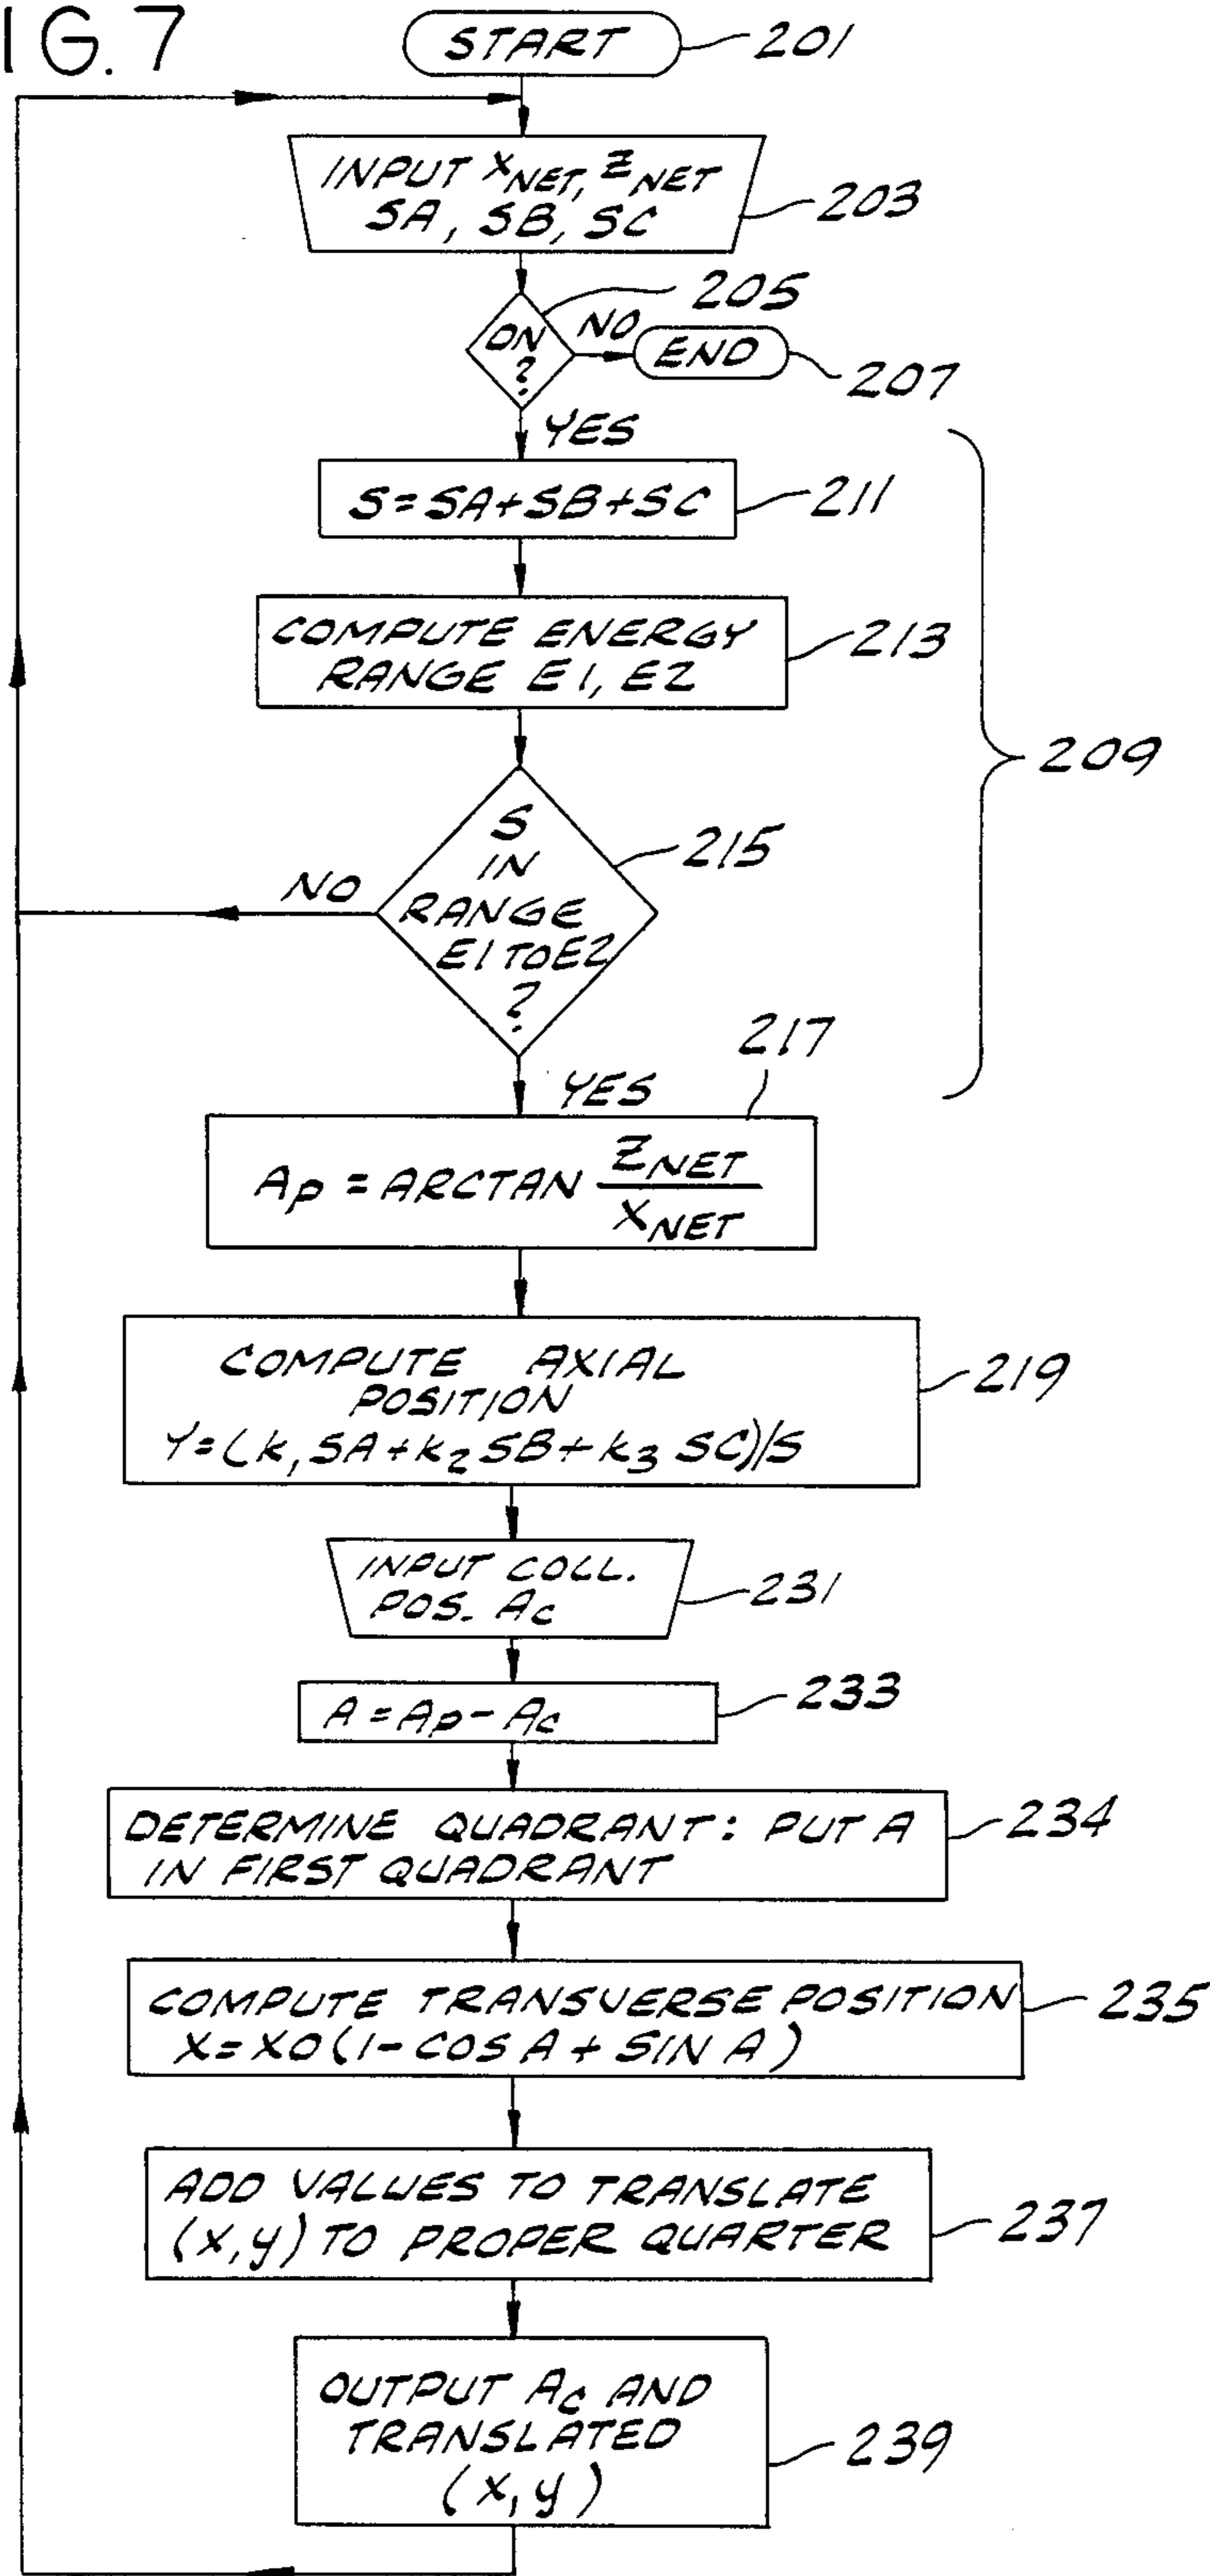 IG. 7
START 201
INPUT X_NET, Z_NET
SA, SB, SC
203
205
ON
?
NO
END
207
YES
S=SA+SB+SC
211
COMPUTE ENERGY
RANGE E1, E2
213
209
S
IN
RANGE
E1 TO E2
?
215
NO
YES
217
Ap = ARCTAN Z_NET
X_NET
COMPUTE AXIAL
POSITION
Y=(k₁SA+k₂SB+k₃SC)/S
219
INPUT COLL.
POS. Ac
231
A=Ap-Ac
233
DETERMINE QUADRANT: PUT A
IN FIRST QUADRANT
234
COMPUTE TRANSVERSE POSITION
X=XO(1-COS A + SIN A)
235
ADD VALUES TO TRANSLATE
(X,Y) TO PROPER QUARTER
237
OUTPUT Ac AND
TRANSLATED
(X,Y)
239